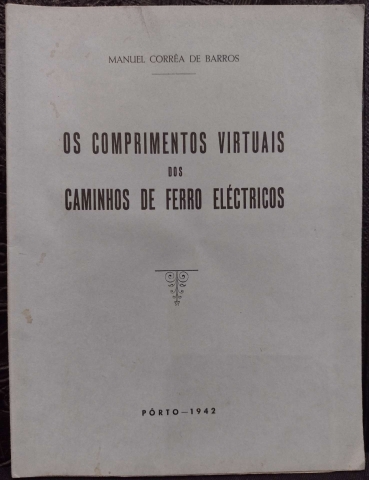 MANUEL CORRÊA DE BARROS
OS COMPRIMENTOS VIRTUAIS
DOS
CAMINHOS DE FERRO ELÉCTRICOS
PÔRTO — 1942